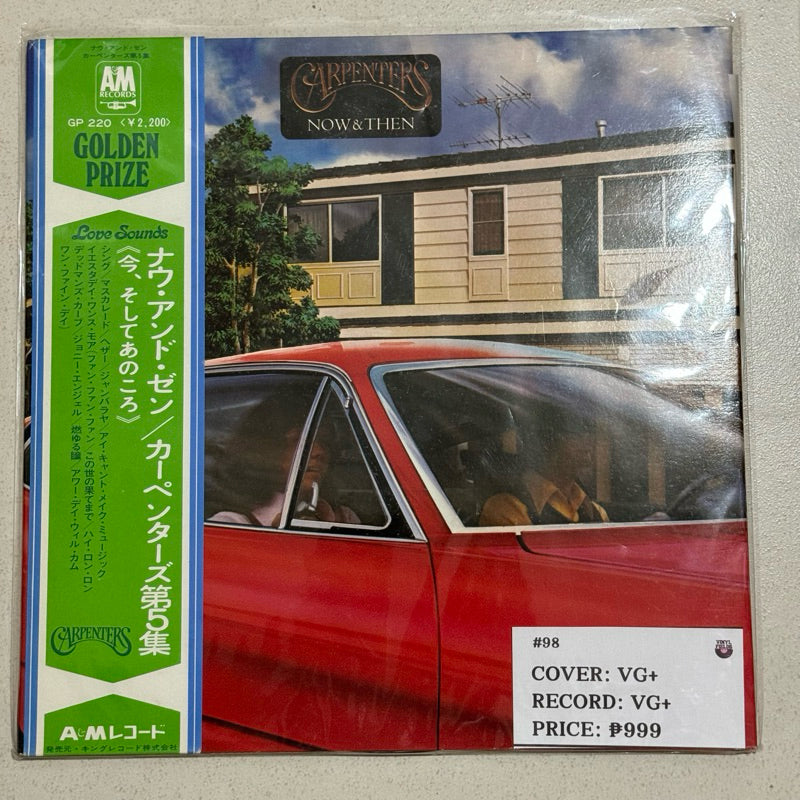 ナウ・アンド・ゼン
カーペンターズ第5集
A&M
RECORDS
GP 220 <¥2,200>
GOLDEN
PRIZE
Love Sounds
ナウ・アンド・ゼン/カーペンターズ第5集
《今、そしてあのころ》
シング/マスカレード/ヘザー/ジャンバラヤ/アイ・キャント・メイク・ミュージック
イエスタデイ・ワンス・モア(ファン・ファン・ファン/この世の果てまで/ハイ・ロン・ロン
デッドマンズ・カーブ/ジョニー・エンジェル/燃ゆる
アワー・デイ・ウィル・カム
ワン・ファイン・デイ)
CARPENTERS
A&Mレコード
発売元・キングレコード株式会社
CARPENTERS
NOW & THEN
#98
VINYL
COVER: VG+
RECORD: VG+
PRICE: ₱999